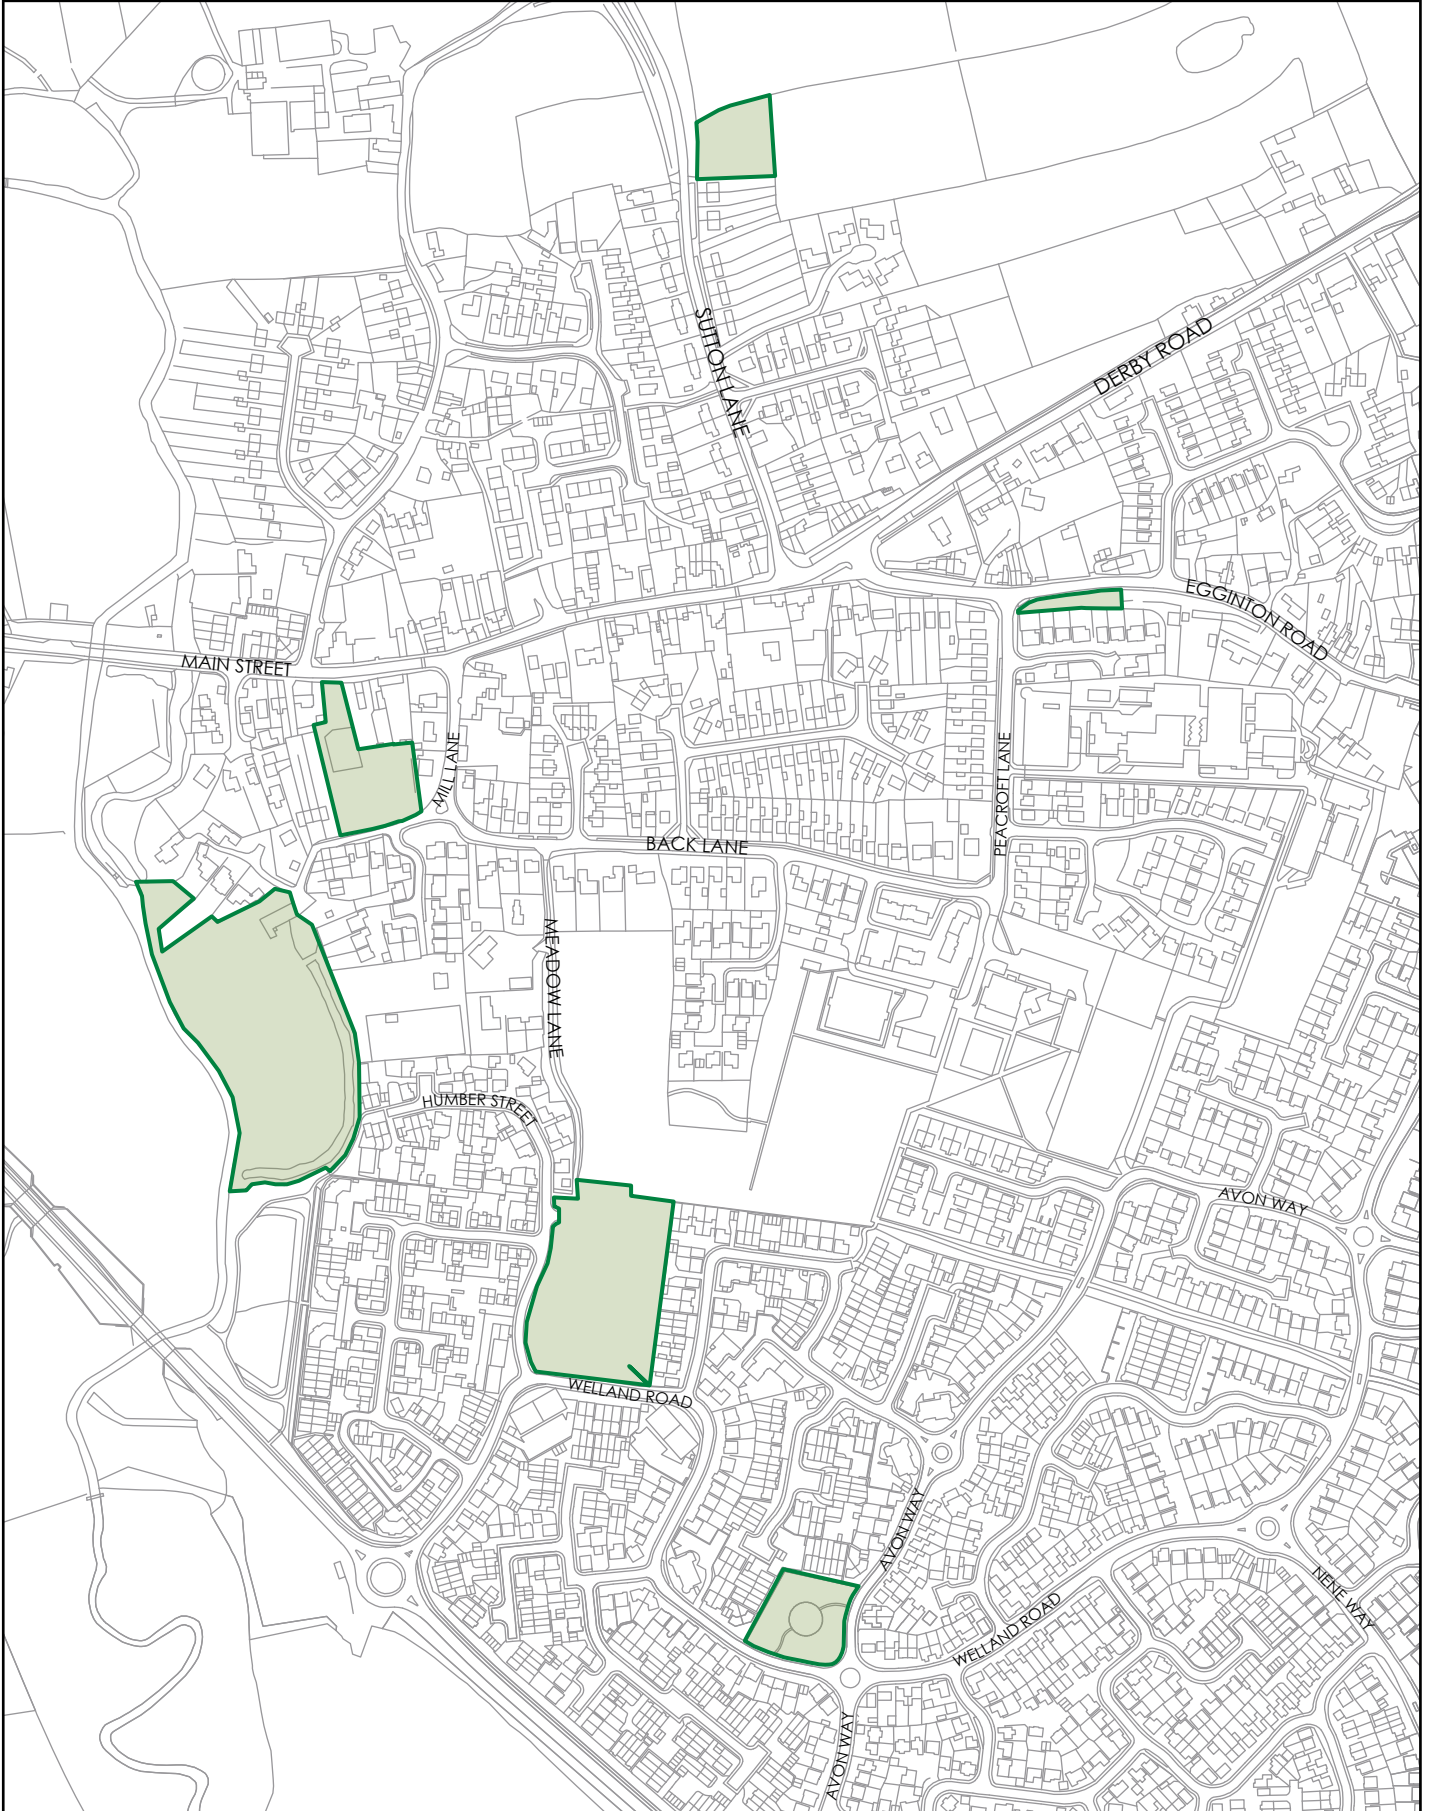 SUTTON LANE
DERBY ROAD
EGGINTON ROAD
MAIN STREET
MILL LANE
PEACROFT LANE
BACK LANE
MEADOW LANE
HUMBER STREET
AVON WAY
WELLAND ROAD
AVON WAY
NENE WAY
WELLAND ROAD
AVON WAY